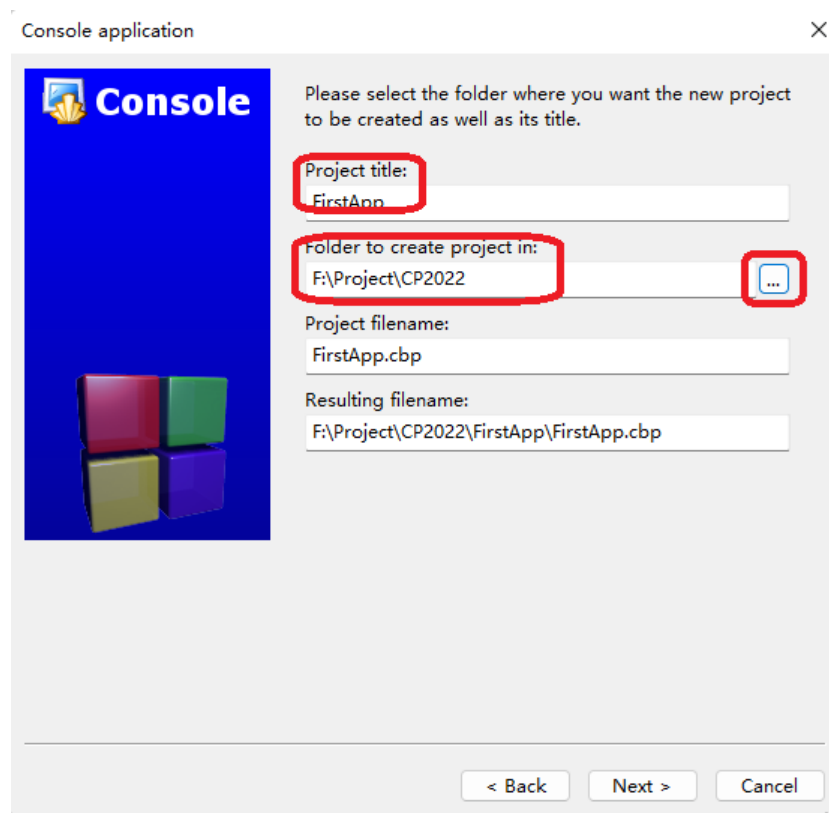 Console application
Console
Please select the folder where you want the new project
to be created as well as its title.
Project title:
FirstApp
Folder to create project in:
F:\Project\CP2022
...
Project filename:
FirstApp.cbp
Resulting filename:
F:\Project\CP2022\FirstApp\FirstApp.cbp
< Back Next > Cancel